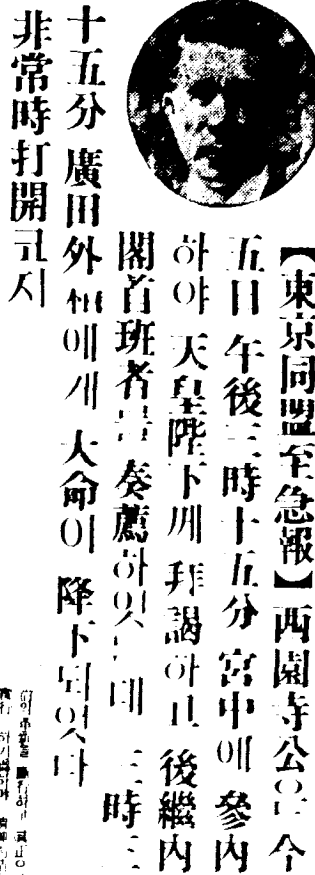 【東京同盟至急報】西園寺公은 今
五日 午後三時十五分 宮中에 參內
하야 天皇陛下께 拜謁하고 後繼內
閣首班者를 奏薦하엿는데 三時三
十五分 廣田外相에게 大命이 降下되엿다
非常時打開코저